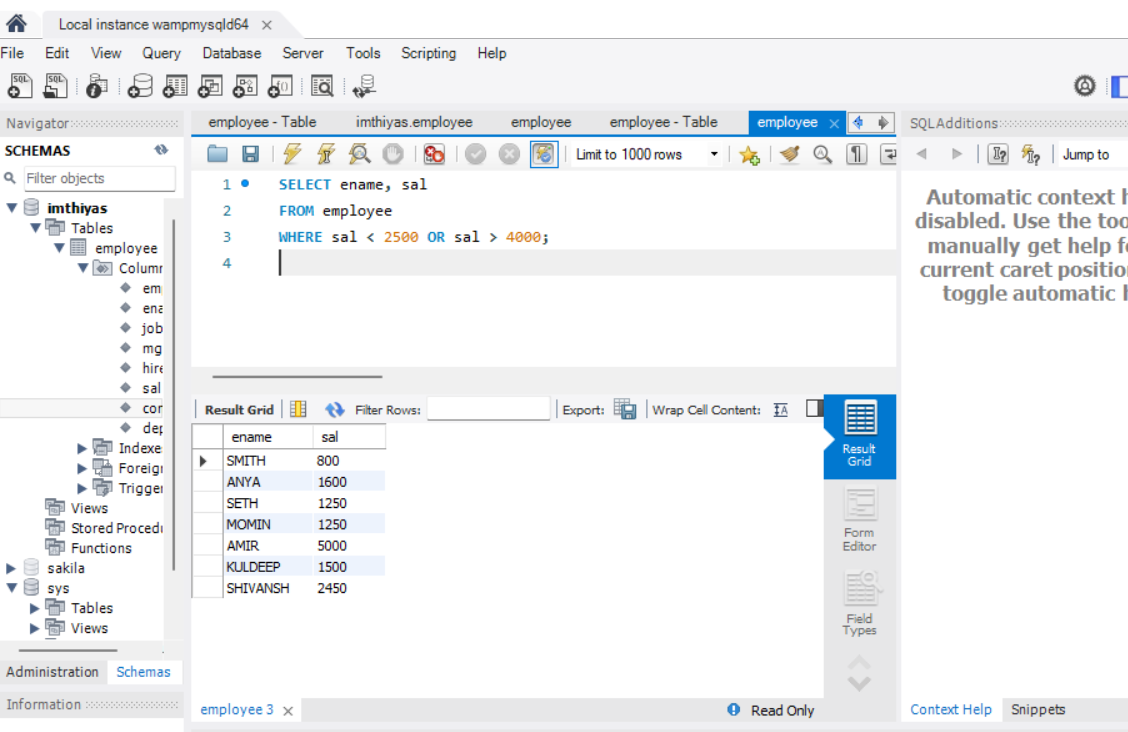 Local instance wampmysqld64
File Edit View Query Database Server Tools Scripting Help
Navigator
SCHEMAS
Filter objects
imthiyas
Tables
employee
Column
em
ena
job
mg
hire
sal
cor
dep
Indexe
Foreig
Trigger
Views
Stored Procedu
Functions
sakila
sys
Tables
Views
Administration Schemas
Information
employee - Table imthiyas.employee employee employee - Table employee
Limit to 1000 rows
1 SELECT ename, sal
2 FROM employee
3 WHERE sal < 2500 OR sal > 4000;
4
Result Grid Filter Rows: Export: Wrap Cell Content:
ename sal
SMITH 800
ANYA 1600
SETH 1250
MOMIN 1250
AMIR 5000
KULDEEP 1500
SHIVANSH 2450
Result
Grid
Form
Editor
Field
Types
employee 3 Read Only
SQLAdditions
Jump to
Automatic context h
disabled. Use the too
manually get help fo
current caret position
toggle automatic h
Context Help Snippets